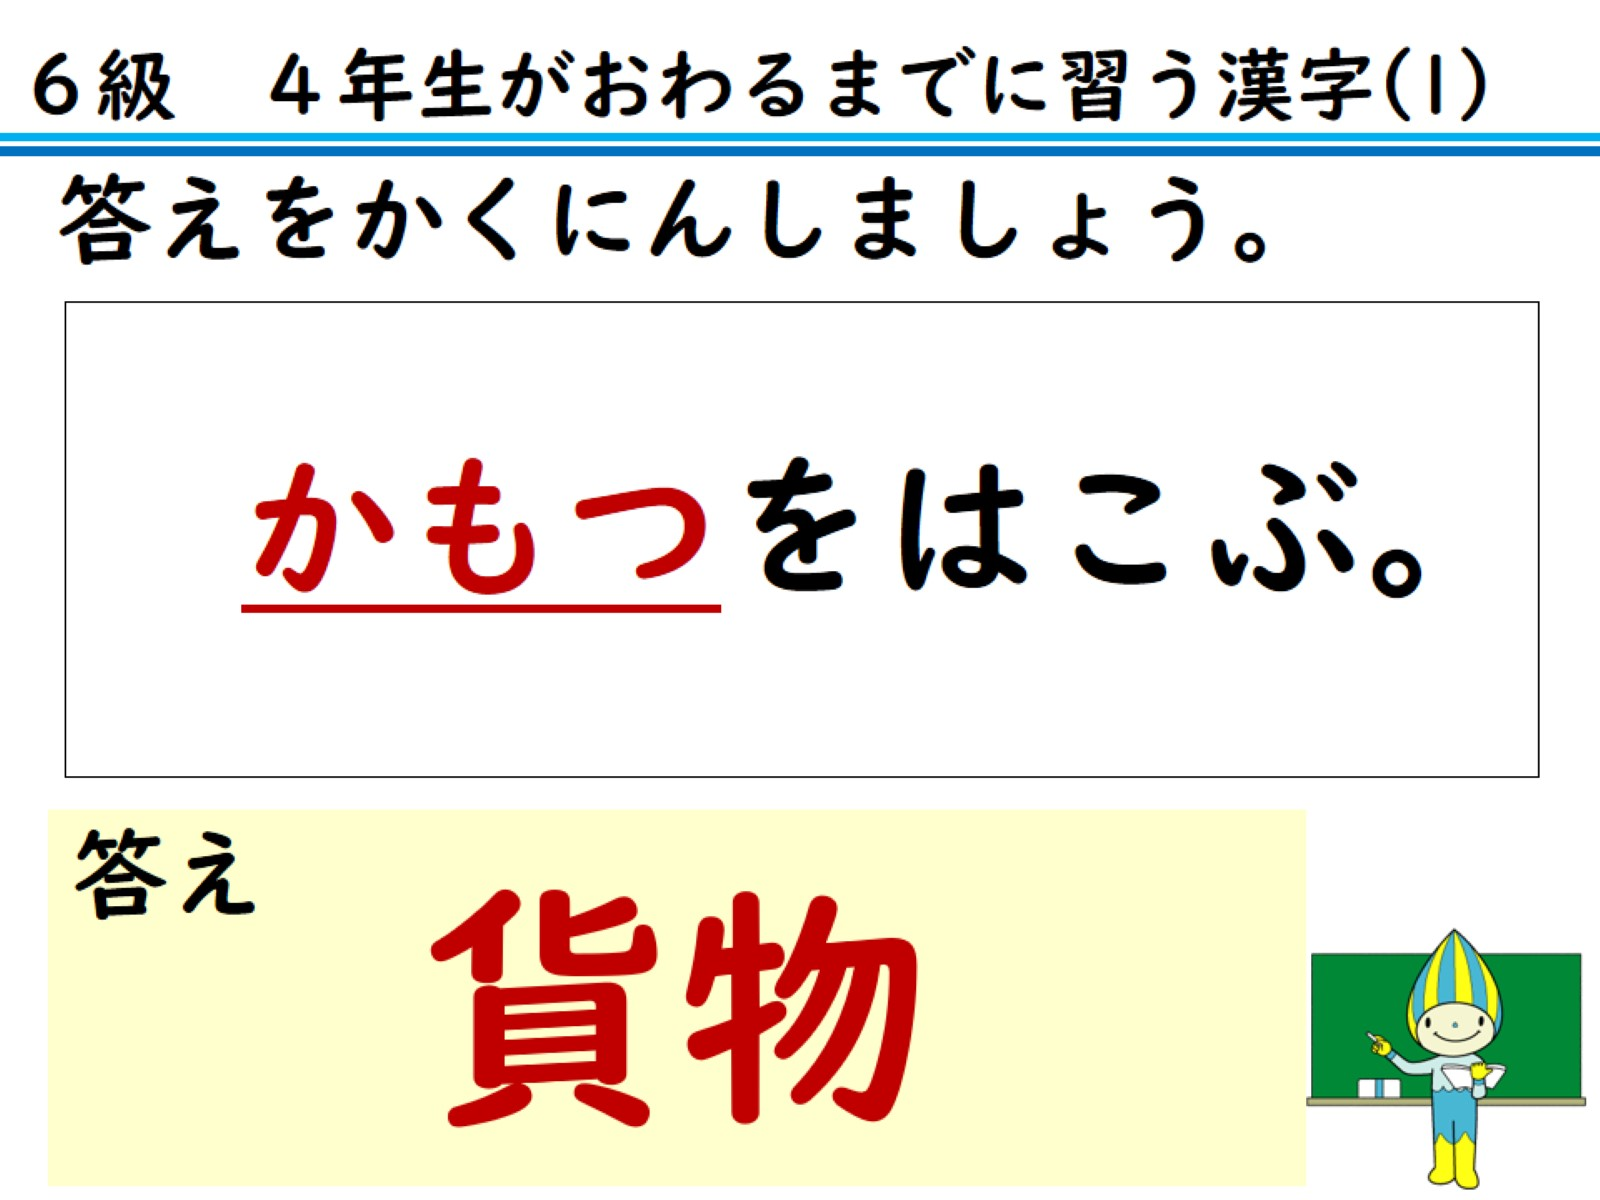 ６級　４年生がおわるまでに習う漢字(1)
答えをかくにんしましょう。
かもつをはこぶ。
答え
貨物